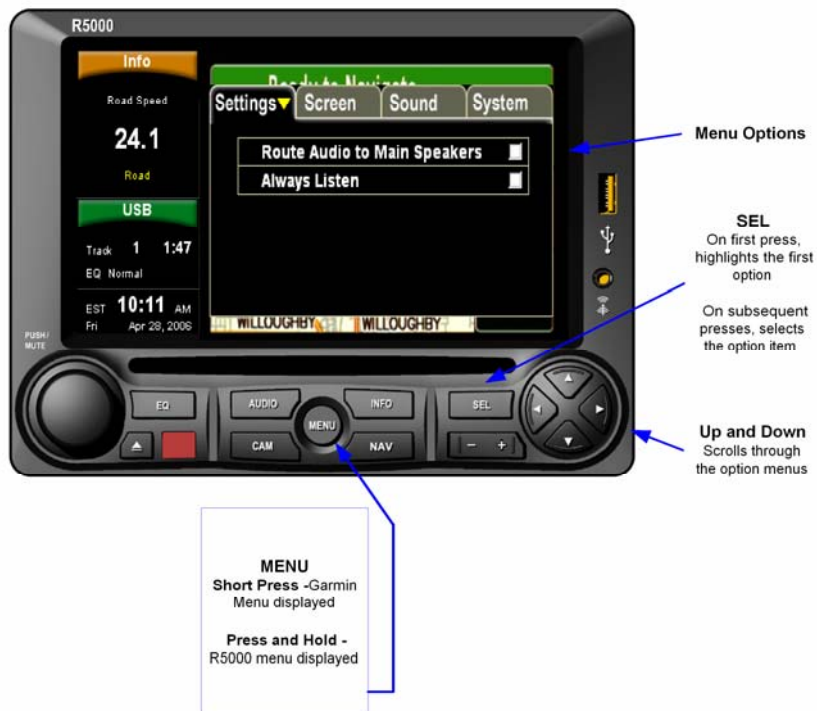 R5000
Info
Road Speed
24.1
Road
USB
Track 1 1:47
EQ Normal
EST 10:11 AM
Fri Apr 28, 2006
Ready to Navigate
Settings Screen Sound System
Route Audio to Main Speakers
Always Listen
WILLOUGHBY WILLOUGHBY
PUSH/
MUTE
EQ
AUDIO
INFO
SEL
MENU
CAM
NAV
- +
Menu Options
SEL
On first press,
highlights the first
option
On subsequent
presses, selects
the option item
Up and Down
Scrolls through
the option menus
MENU
Short Press -Garmin
Menu displayed
Press and Hold -
R5000 menu displayed